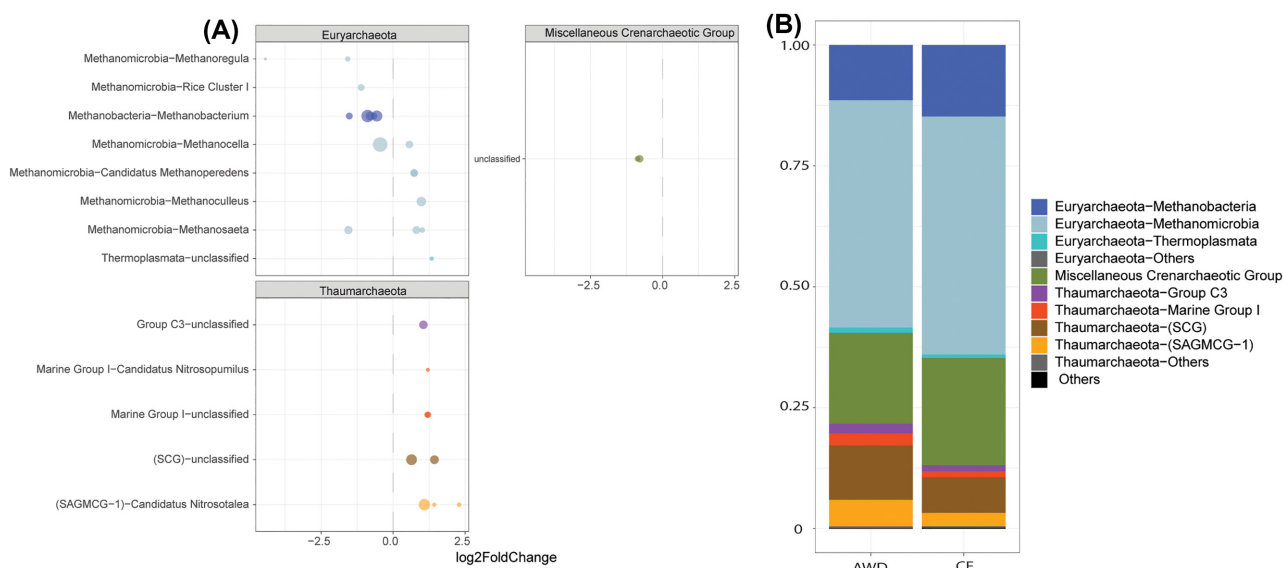 (A)
Euryarchaeota
Methanomicrobia−Methanoregula
Methanomicrobia−Rice Cluster I
Methanobacteria−Methanobacterium
Methanomicrobia−Methanocella
Methanomicrobia−Candidatus Methanoperedens
Methanomicrobia−Methanoculleus
Methanomicrobia−Methanosaeta
Thermoplasmata−unclassified
Thaumarchaeota
Group C3−unclassified
Marine Group I−Candidatus Nitrosopumilus
Marine Group I−unclassified
(SCG)−unclassified
(SAGMCG−1)−Candidatus Nitrosotalea
−2.5 0.0 2.5
log2FoldChange
Miscellaneous Crenarchaeotic Group
unclassified
−2.5 0.0 2.5
(B)
1.00
0.75
0.50
0.25
0
AWD CF
Euryarchaeota−Methanobacteria
Euryarchaeota−Methanomicrobia
Euryarchaeota−Thermoplasmata
Euryarchaeota−Others
Miscellaneous Crenarchaeotic Group
Thaumarchaeota−Group C3
Thaumarchaeota−Marine Group I
Thaumarchaeota−(SCG)
Thaumarchaeota−(SAGMCG−1)
Thaumarchaeota−Others
Others